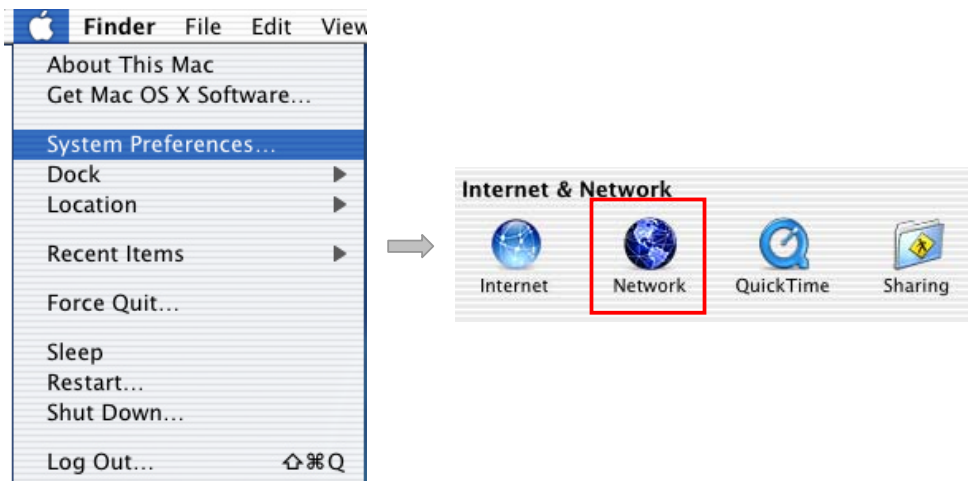 Finder File Edit View
About This Mac
Get Mac OS X Software...
System Preferences...
Dock
Location
Recent Items
Force Quit...
Sleep
Restart...
Shut Down...
Log Out... ⇧⌘Q
Internet & Network
Internet Network QuickTime Sharing